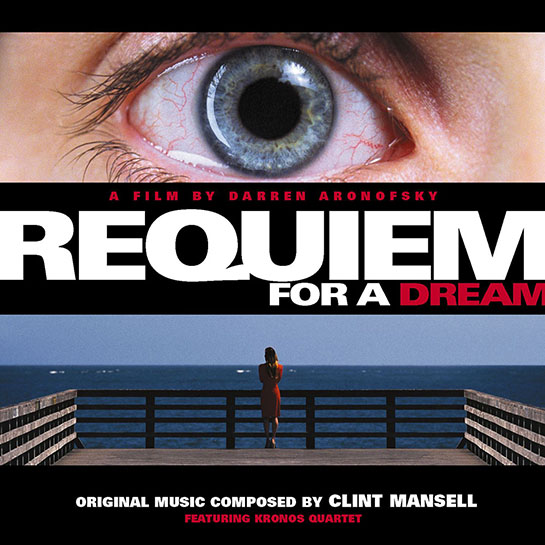 A FILM BY DARREN ARONOFSKY
REQUIEM
FOR A DREAM
ORIGINAL MUSIC COMPOSED BY CLINT MANSELL
FEATURING KRONOS QUARTET